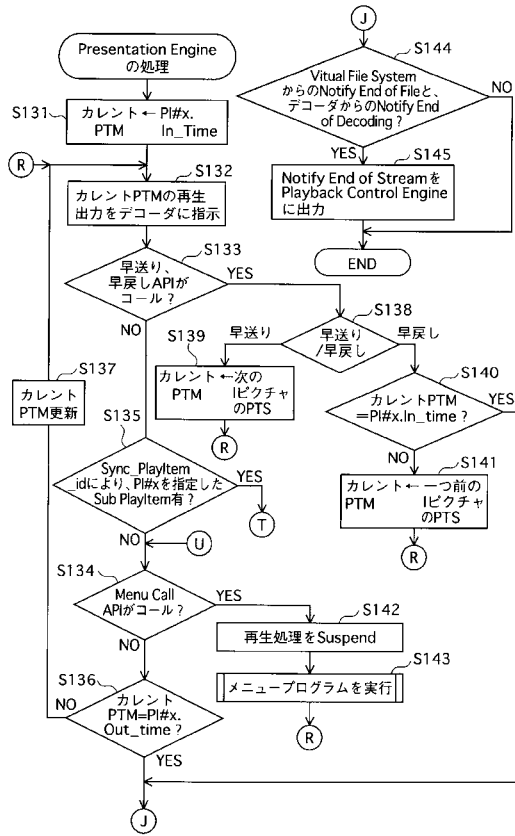 Presentation Engine
の処理
S131
カレント ← PI#x.
PTM In_Time
R
S132
カレントPTMの再生
出力をデコーダに指示
S133
早送り、
早戻しAPIが
コール?
YES
NO
S138
早送り
/早戻し
早送り
早戻し
S139
カレント ←次の
PTM Iピクチャ
のPTS
R
S140
カレントPTM
=PI#x.In_time ?
YES
NO
S141
カレント ← 一つ前の
PTM Iピクチャ
のPTS
R
S137
カレント
PTM更新
S135
Sync_PlayItem
_idにより、PI#xを指定した
Sub PlayItem有?
YES
T
NO
U
S134
Menu Call
APIがコール?
YES
NO
S142
再生処理をSuspend
S143
メニュープログラムを実行
R
S136
カレント
PTM=PI#x.
Out_time ?
NO
YES
J
J
S144
Vitual File System
からのNotify End of Fileと、
デコーダからのNotify End
of Decoding ?
NO
YES
S145
Notify End of Streamを
Playback Control Engine
に出力
END